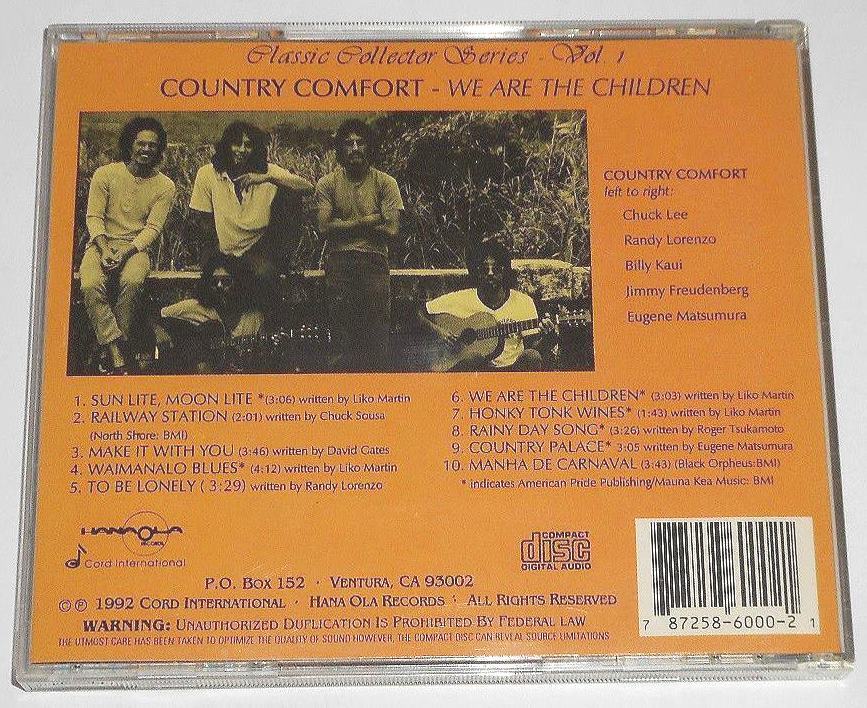 Classic Collector Series - Vol. 1
COUNTRY COMFORT - WE ARE THE CHILDREN
COUNTRY COMFORT
left to right:
Chuck Lee
Randy Lorenzo
Billy Kaui
Jimmy Freudenberg
Eugene Matsumura
1. SUN LITE, MOON LITE *(3:06) written by Liko Martin
2. RAILWAY STATION (2:01) written by Chuck Sousa
(North Shore: BMI)
3. MAKE IT WITH YOU (3:46) written by David Gates
4. WAIMANALO BLUES* (4:12) written by Liko Martin
5. TO BE LONELY ( 3:29) written by Randy Lorenzo
6. WE ARE THE CHILDREN* (3:03) written by Liko Martin
7. HONKY TONK WINES* (1:43) written by Liko Martin
8. RAINY DAY SONG* (3:26) written by Roger Tsukamoto
9. COUNTRY PALACE* 3:05 written by Eugene Matsumura
10. MANHA DE CARNAVAL (3:43) (Black Orpheus:BMI)
* indicates American Pride Publishing/Mauna Kea Music: BMI
HANA OLA
RECORDS
Cord International
COMPACT
disc
DIGITAL AUDIO
P.O. BOX 152 · VENTURA, CA 93002
© ℗ 1992 CORD INTERNATIONAL · HANA OLA RECORDS · ALL RIGHTS RESERVED
WARNING: UNAUTHORIZED DUPLICATION IS PROHIBITED BY FEDERAL LAW
THE UTMOST CARE HAS BEEN TAKEN TO OPTIMIZE THE QUALITY OF SOUND HOWEVER, THE COMPACT DISC CAN REVEAL SOURCE LIMITATIONS
7 87258-6000-2 1